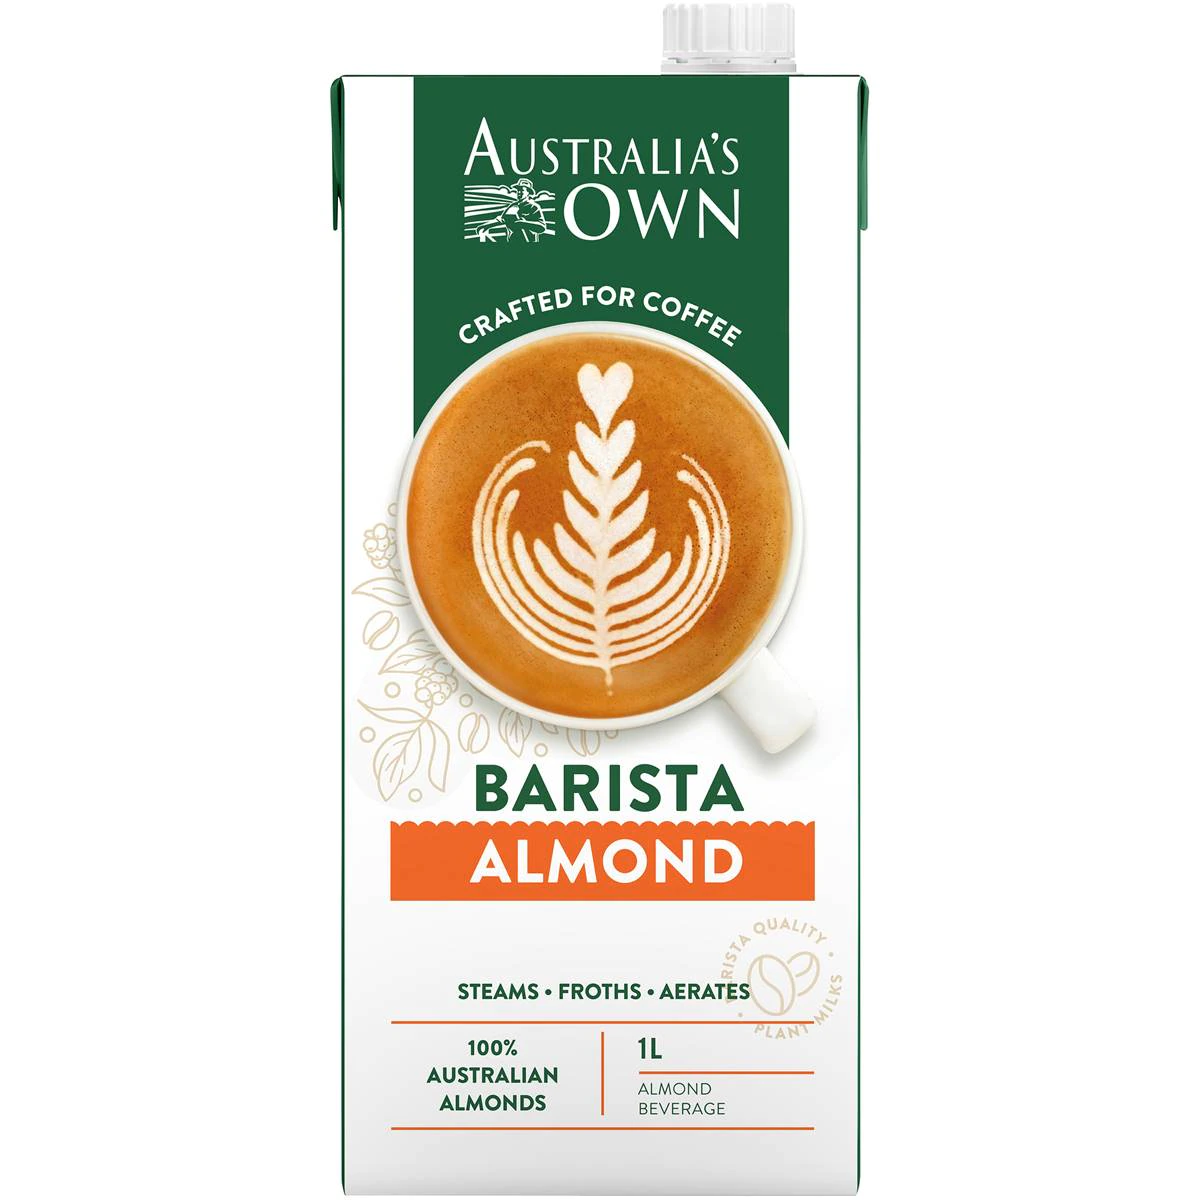 AUSTRALIA'S
OWN
CRAFTED FOR COFFEE
BARISTA
ALMOND
BARISTA QUALITY
PLANT MILKS
STEAMS • FROTHS • AERATES
100%
AUSTRALIAN
ALMONDS
1L
ALMOND
BEVERAGE